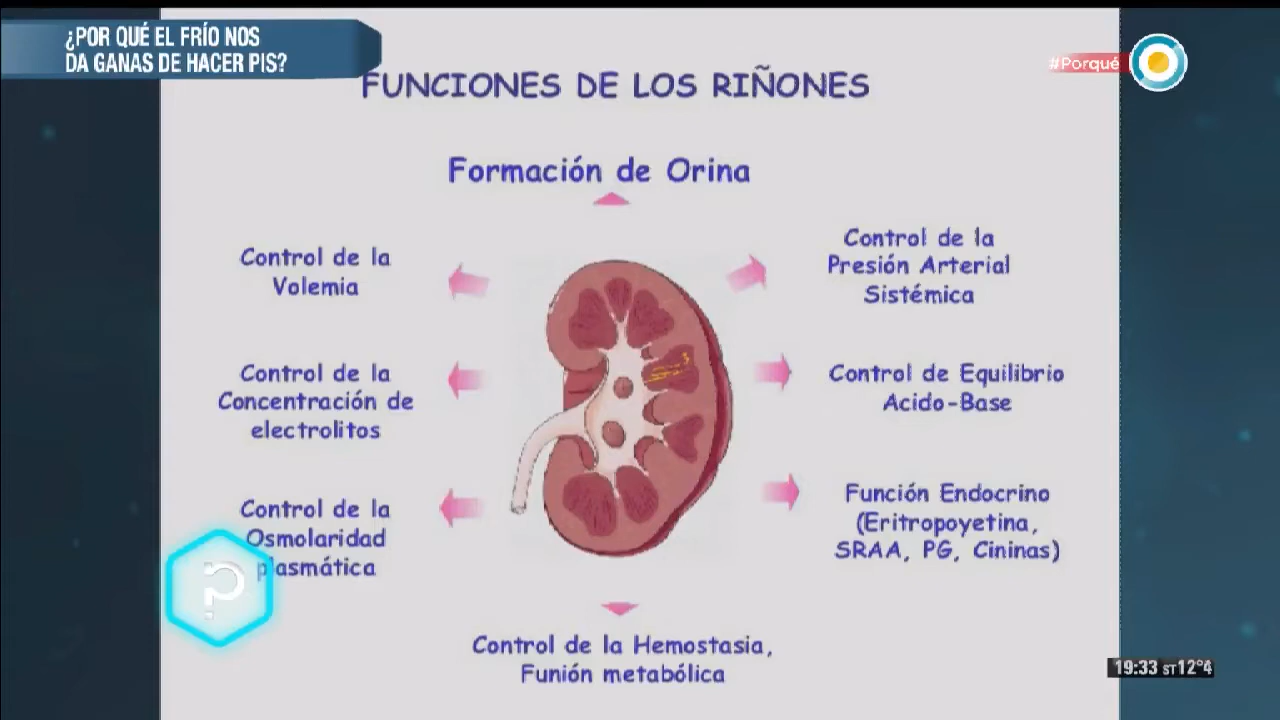 ¿POR QUÉ EL FRÍO NOS
DA GANAS DE HACER PIS?
#Porqué
FUNCIONES DE LOS RIÑONES
Formación de Orina
Control de la
Volemia
Control de la
Presión Arterial
Sistémica
Control de la
Concentración de
electrolitos
Control de Equilibrio
Acido-Base
Control de la
Osmolaridad
plasmática
Función Endocrino
(Eritropoyetina,
SRAA, PG, Cininas)
Control de la Hemostasia,
Funión metabólica
19:33 ST 12°4